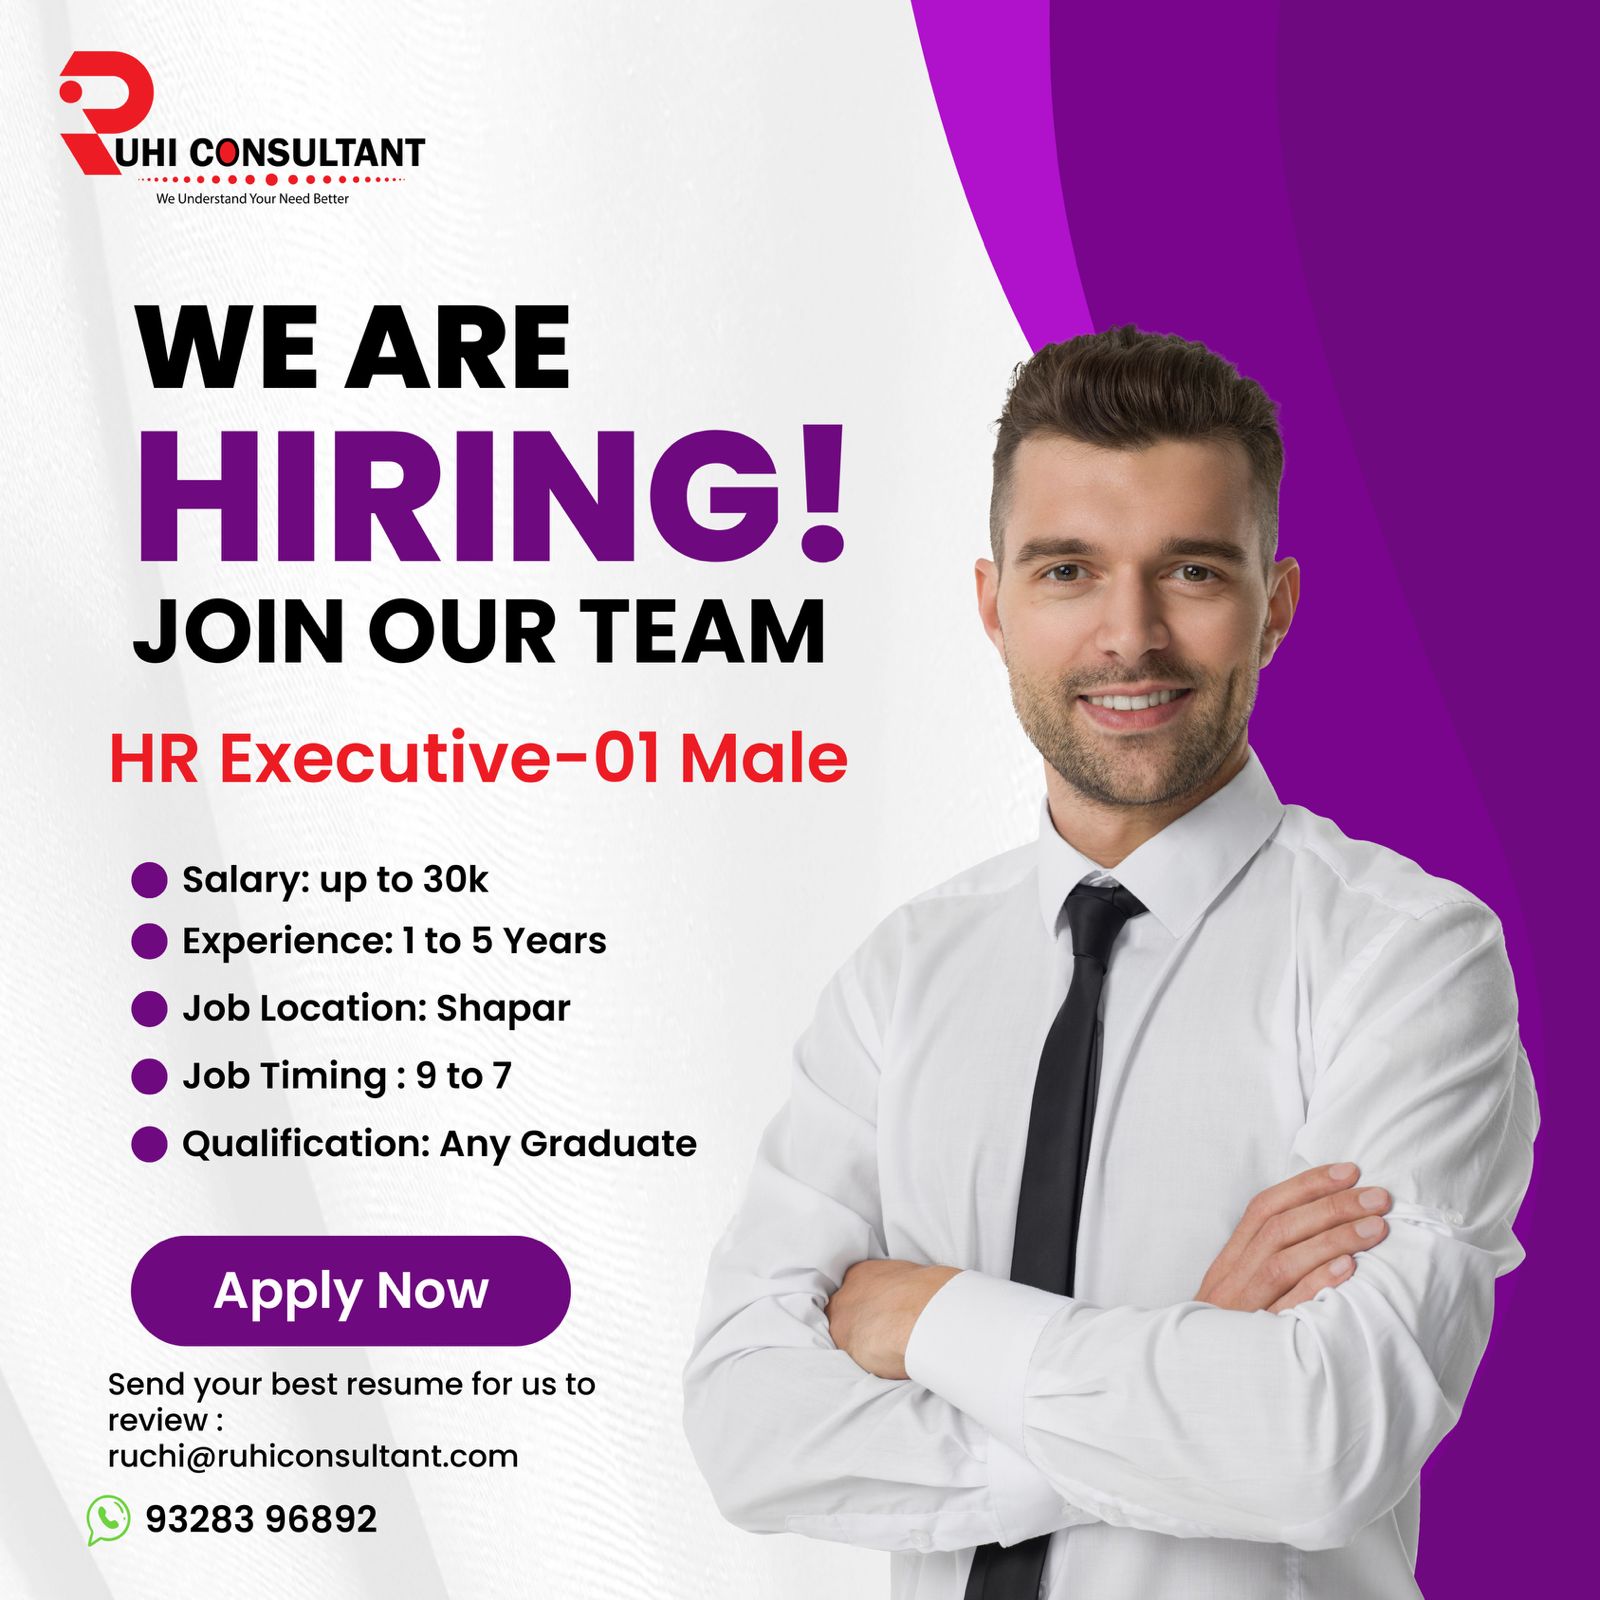 RUHI CONSULTANT
We Understand Your Need Better
WE ARE
HIRING!
JOIN OUR TEAM
HR Executive-01 Male
Salary: up to 30k
Experience: 1 to 5 Years
Job Location: Shapar
Job Timing : 9 to 7
Qualification: Any Graduate
Apply Now
Send your best resume for us to
review :
ruchi@ruhiconsultant.com
93283 96892